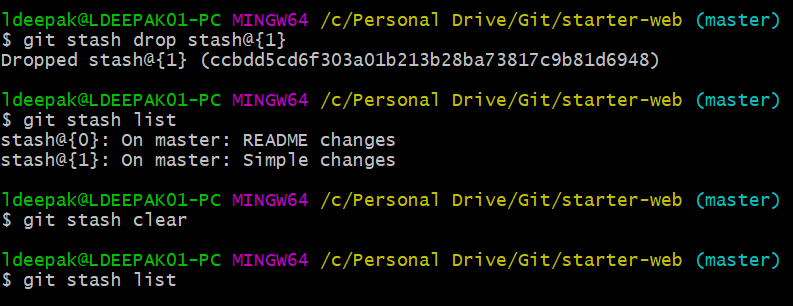 ldeepak@LDEEPAK01-PC MINGW64 /c/Personal Drive/Git/starter-web (master)
$ git stash drop stash@{1}
Dropped stash@{1} (ccbdd5cd6f303a01b213b28ba73817c9b81d6948)
ldeepak@LDEEPAK01-PC MINGW64 /c/Personal Drive/Git/starter-web (master)
$ git stash list
stash@{0}: On master: README changes
stash@{1}: On master: Simple changes
ldeepak@LDEEPAK01-PC MINGW64 /c/Personal Drive/Git/starter-web (master)
$ git stash clear
ldeepak@LDEEPAK01-PC MINGW64 /c/Personal Drive/Git/starter-web (master)
$ git stash list